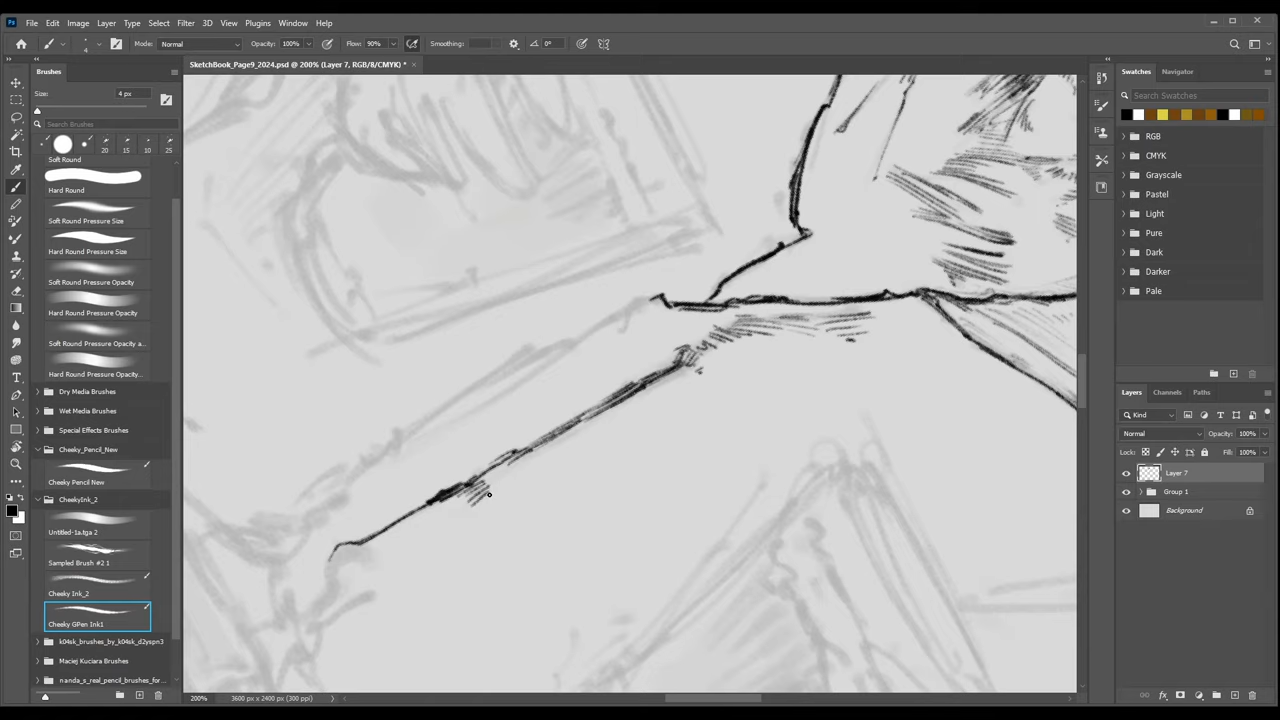 Ps File Edit Image Layer Type Select Filter 3D View Plugins Window Help
4 Mode: Normal Opacity: 100% Flow: 90% Smoothing: 0°
SketchBook_Page9_2024.psd @ 200% (Layer 7, RGB/8/CMYK) * ×
Brushes
Size: 4 px
Search Brushes
20 15 10 25
Soft Round
Hard Round
Soft Round Pressure Size
Hard Round Pressure Size
Soft Round Pressure Opacity
Hard Round Pressure Opacity
Soft Round Pressure Opacity a...
Hard Round Pressure Opacity...
Dry Media Brushes
Wet Media Brushes
Special Effects Brushes
Cheeky_Pencil_New
Cheeky Pencil New
CheekyInk_2
Untitled-1a.tga 2
Sampled Brush #2 1
Cheeky Ink_2
Cheeky GPen Ink1
k04sk_brushes_by_k04sk_d2yspn3
Maciej Kuciara Brushes
nanda_s_real_pencil_brushes_for...
200% 3600 px x 2400 px (300 ppi)
Swatches Navigator
Search Swatches
RGB
CMYK
Grayscale
Pastel
Light
Pure
Dark
Darker
Pale
Layers Channels Paths
Kind
Normal Opacity: 100%
Lock: Fill: 100%
Layer 7
Group 1
Background
fx